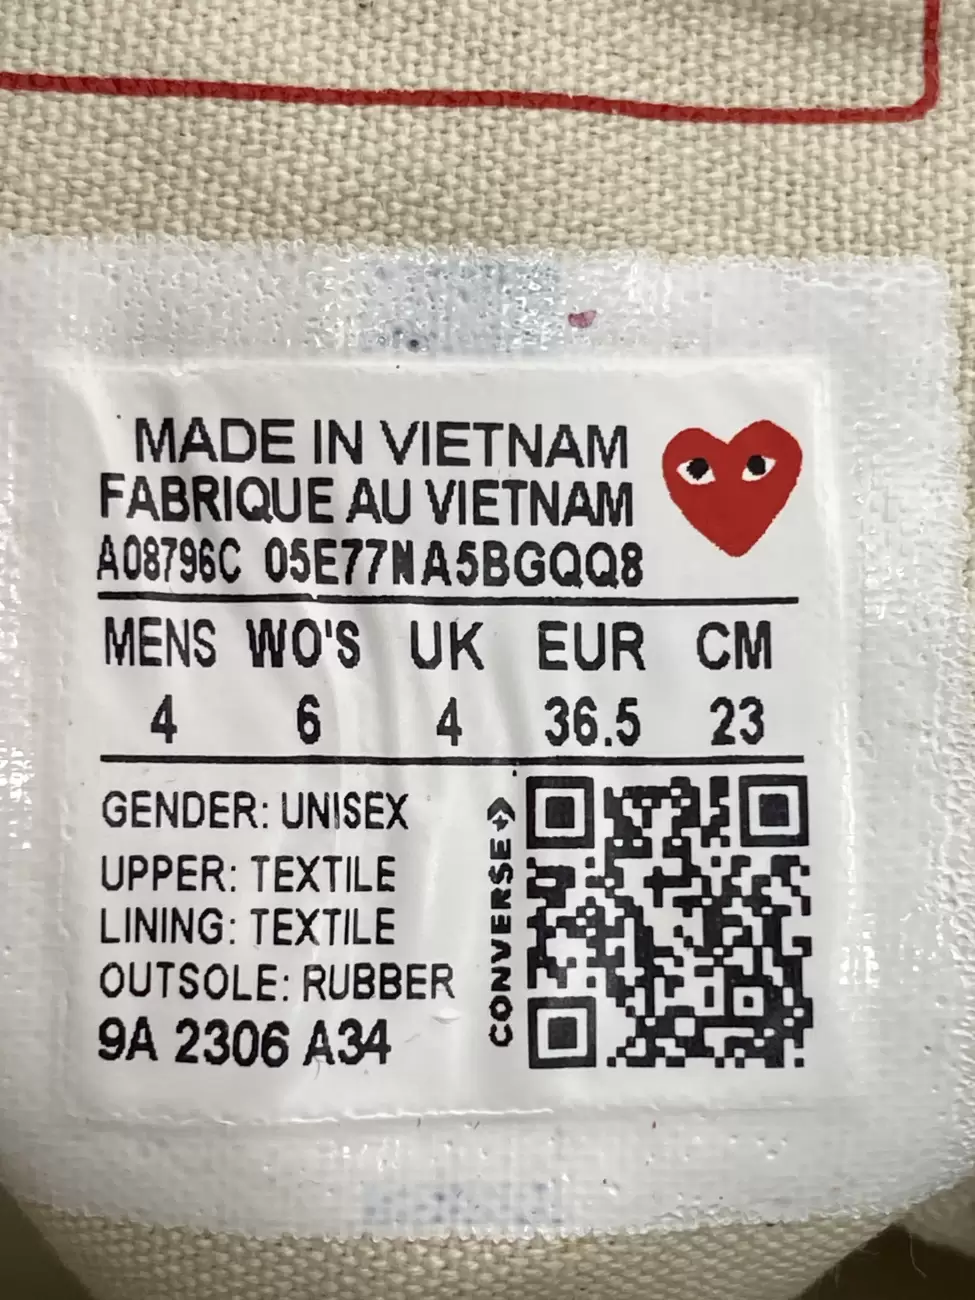 MADE IN VIETNAM
FABRIQUE AU VIETNAM
A08796C 05E77NA5BGQQ8
MENS WO'S UK EUR CM
4 6 4 36.5 23
GENDER: UNISEX
UPPER: TEXTILE
LINING: TEXTILE
OUTSOLE: RUBBER
9A 2306 A34
CONVERSE